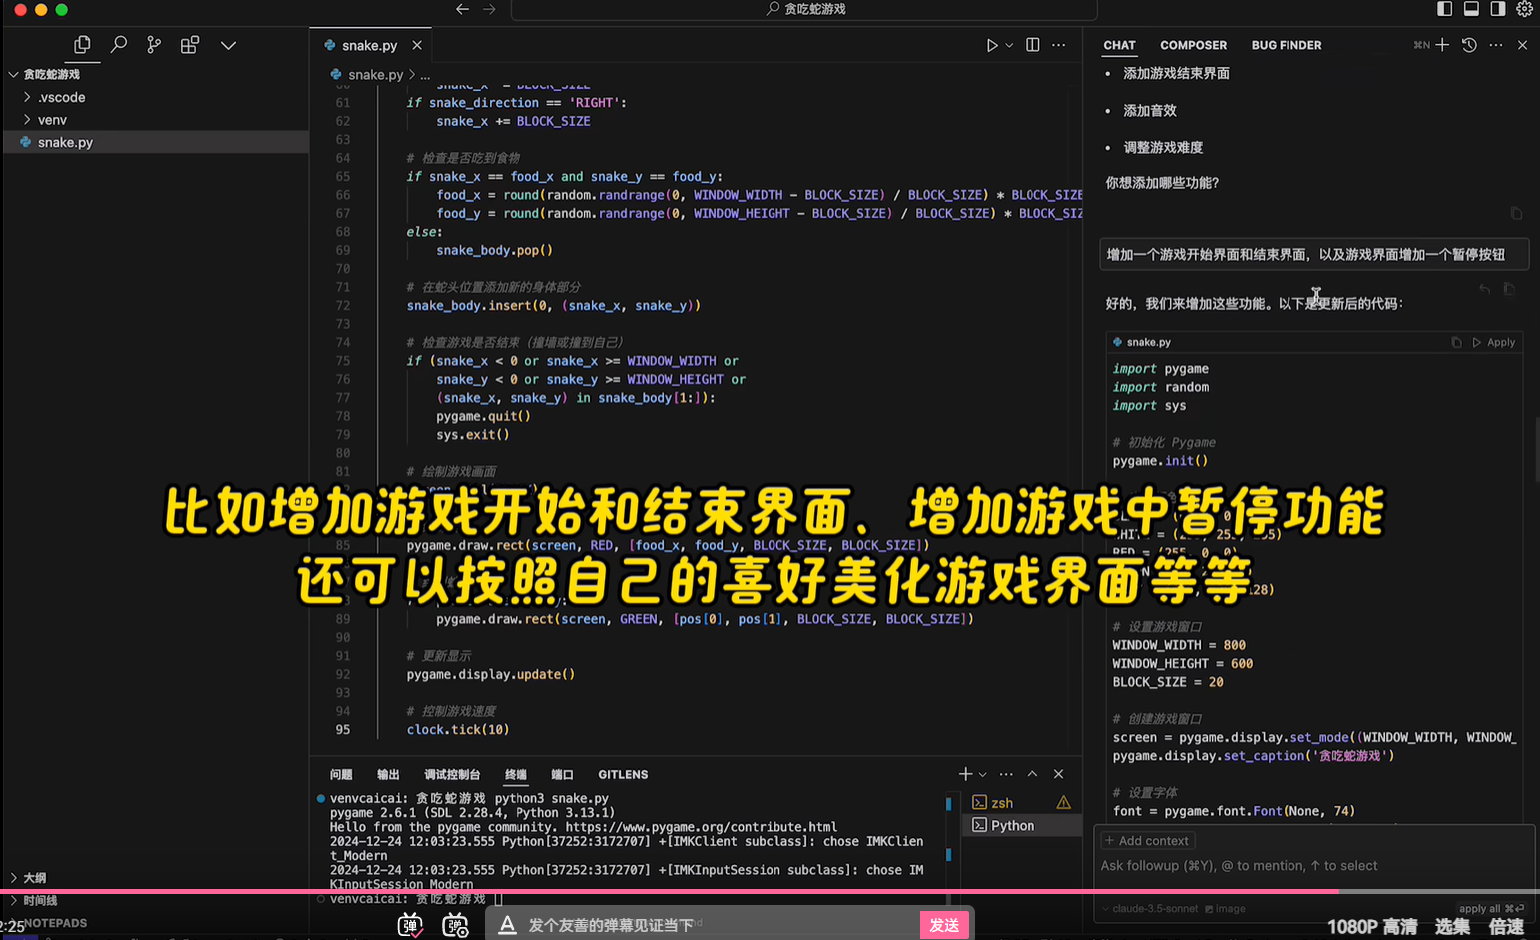 贪吃蛇游戏
snake.py
CHAT
COMPOSER
BUG FINDER
⌘N
贪吃蛇游戏
.vscode
venv
snake.py
snake.py > ...
61 if snake_direction == 'RIGHT':
62 snake_x += BLOCK_SIZE
63
64 # 检查是否吃到食物
65 if snake_x == food_x and snake_y == food_y:
66 food_x = round(random.randrange(0, WINDOW_WIDTH - BLOCK_SIZE) / BLOCK_SIZE) * BLOCK_SIZE
67 food_y = round(random.randrange(0, WINDOW_HEIGHT - BLOCK_SIZE) / BLOCK_SIZE) * BLOCK_SIZ
68 else:
69 snake_body.pop()
70
71 # 在蛇头位置添加新的身体部分
72 snake_body.insert(0, (snake_x, snake_y))
73
74 # 检查游戏是否结束（撞墙或撞到自己）
75 if (snake_x < 0 or snake_x >= WINDOW_WIDTH or
76 snake_y < 0 or snake_y >= WINDOW_HEIGHT or
77 (snake_x, snake_y) in snake_body[1:]):
78 pygame.quit()
79 sys.exit()
80
81 # 绘制游戏画面
85 pygame.draw.rect(screen, RED, [food_x, food_y, BLOCK_SIZE, BLOCK_SIZE])
89 pygame.draw.rect(screen, GREEN, [pos[0], pos[1], BLOCK_SIZE, BLOCK_SIZE])
90
91 # 更新显示
92 pygame.display.update()
93
94 # 控制游戏速度
95 clock.tick(10)
比如增加游戏开始和结束界面、增加游戏中暂停功能
还可以按照自己的喜好美化游戏界面等等
• 添加游戏结束界面
• 添加音效
• 调整游戏难度
你想添加哪些功能?
增加一个游戏开始界面和结束界面，以及游戏界面增加一个暂停按钮
好的，我们来增加这些功能。以下是更新后的代码：
snake.py
Apply
import pygame
import random
import sys
# 初始化 Pygame
pygame.init()
# 设置游戏窗口
WINDOW_WIDTH = 800
WINDOW_HEIGHT = 600
BLOCK_SIZE = 20
# 创建游戏窗口
screen = pygame.display.set_mode((WINDOW_WIDTH, WINDOW_
pygame.display.set_caption('贪吃蛇游戏')
# 设置字体
font = pygame.font.Font(None, 74)
+ Add context
Ask followup (⌘Y), @ to mention, ↑ to select
claude-3.5-sonnet
image
apply all ⌘↵
问题 输出 调试控制台 终端 端口 GITLENS
venvcaicai: 贪吃蛇游戏 python3 snake.py
pygame 2.6.1 (SDL 2.28.4, Python 3.13.1)
Hello from the pygame community. https://www.pygame.org/contribute.html
2024-12-24 12:03:23.555 Python[37252:3172707] +[IMKClient subclass]: chose IMKClien
t_Modern
2024-12-24 12:03:23.555 Python[37252:3172707] +[IMKInputSession subclass]: chose IM
KInputSession_Modern
venvcaicai: 贪吃蛇游戏
zsh
Python
大纲
时间线
NOTEPADS
2:25
弹
弹
发个友善的弹幕见证当下
发送
1080P 高清
选集
倍速